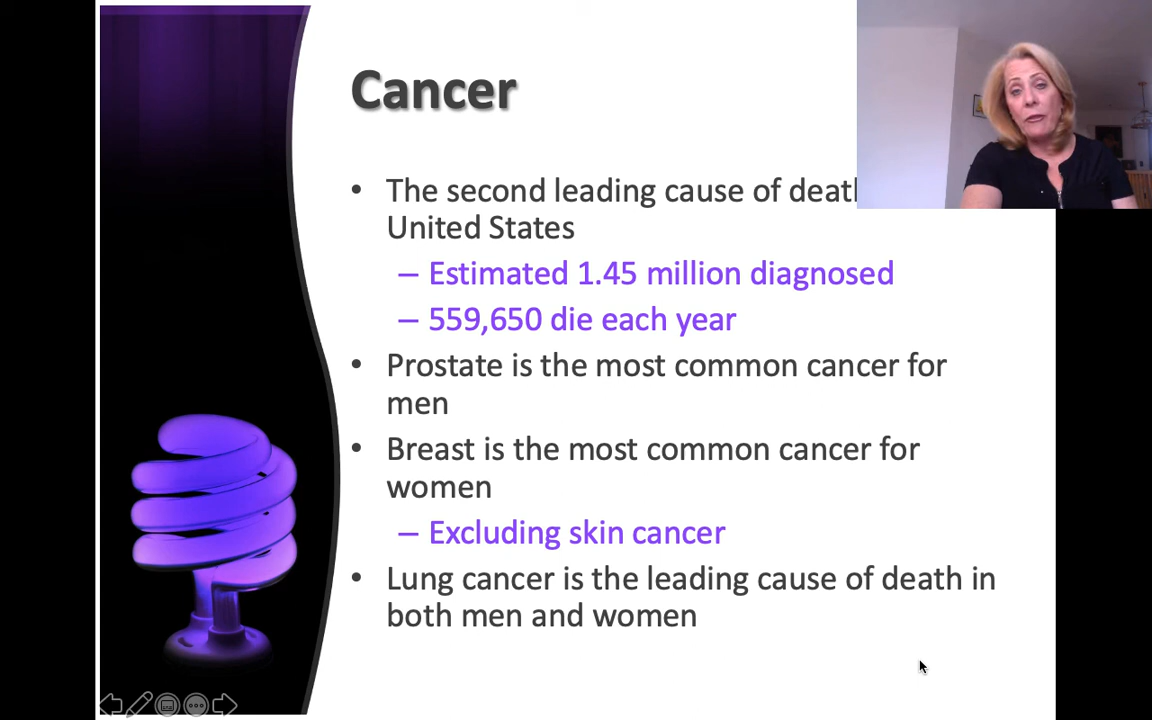 Cancer
• The second leading cause of death
United States
– Estimated 1.45 million diagnosed
– 559,650 die each year
• Prostate is the most common cancer for
men
• Breast is the most common cancer for
women
– Excluding skin cancer
• Lung cancer is the leading cause of death in
both men and women